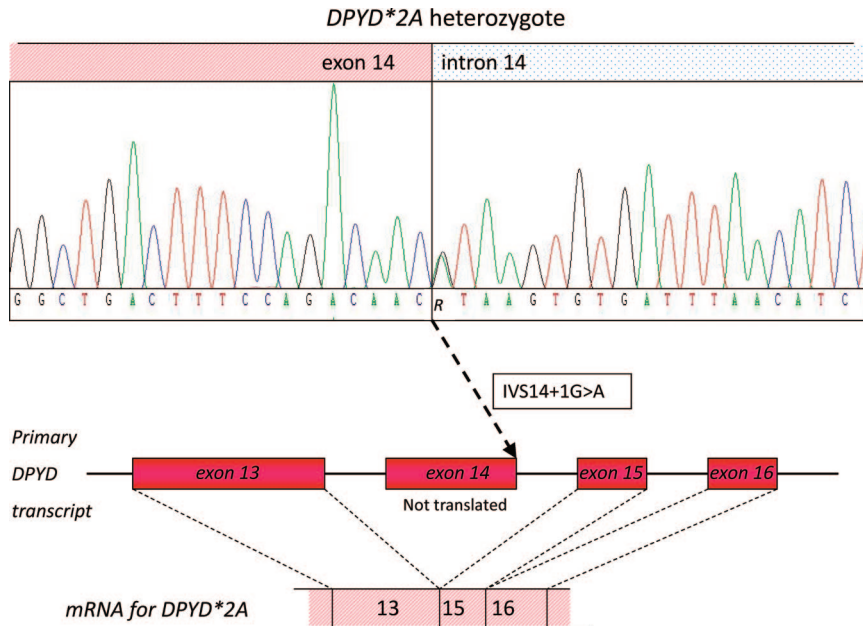 DPYD*2A heterozygote
exon 14 intron 14
G G C T G A C T T T C C A G A C A A C R T A A G T G T G A T T T A A C A T C
IVS14+1G>A
Primary
DPYD
transcript
exon 13 exon 14 exon 15 exon 16
Not translated
mRNA for DPYD*2A 13 15 16